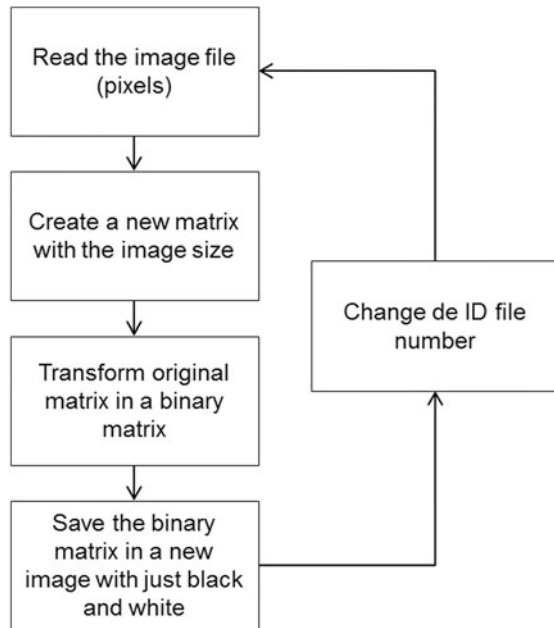 Read the image file
(pixels)
Create a new matrix
with the image size
Transform original
matrix in a binary
matrix
Save the binary
matrix in a new
image with just black
and white
Change de ID file
number